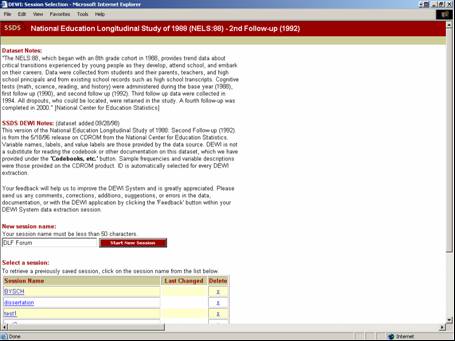 DEWI: Session Selection - Microsoft Internet Explorer
File Edit View Favorites Tools Help
SSDS National Education Longitudinal Study of 1988 (NELS:88) - 2nd Follow-up (1992)
Dataset Notes:
"The NELS:88, which began with an 8th grade cohort in 1988, provides trend data about
critical transitions experienced by young people as they develop, attend school, and embark
on their careers. Data were collected from students and their parents, teachers, and high
school principals and from existing school records such as high school transcripts. Cognitive
tests (math, science, reading, and history) were administered during the base year (1988),
first follow up (1990), and second follow up (1992). Third follow up data were collected in
1994. All dropouts, who could be located, were retained in the study. A fourth follow-up was
completed in 2000." [National Center for Education Statistics]
SSDS DEWI Notes: (dataset added 09/28/98)
This version of the National Education Longitudinal Study of 1988: Second Follow-up (1992)
is from the 5/16/96 release on CDROM from the National Center for Education Statistics.
Variable names, labels, and value labels are those provided by the data source. DEWI is not
a substitute for reading the codebook or other documentation on this dataset, which we have
provided under the 'Codebooks, etc.' button. Sample frequencies and variable descriptions
were those provided on the CDROM product. ID is automatically selected for every DEWI
extraction.
Your feedback will help us to improve the DEWI System and is greatly appreciated. Please
send us any comments, corrections, additions, suggestions, or errors in the data,
documentation, or with the DEWI application by clicking the 'Feedback' button within your
DEWI System data extraction session.
New session name:
Your session name must be less than 50 characters.
DLF Forum Start New Session
Select a session:
To retrieve a previously saved session, click on the session name from the list below.
Session Name Last Changed Delete
BYSCH x
dissertation x
test1 x
Done Internet